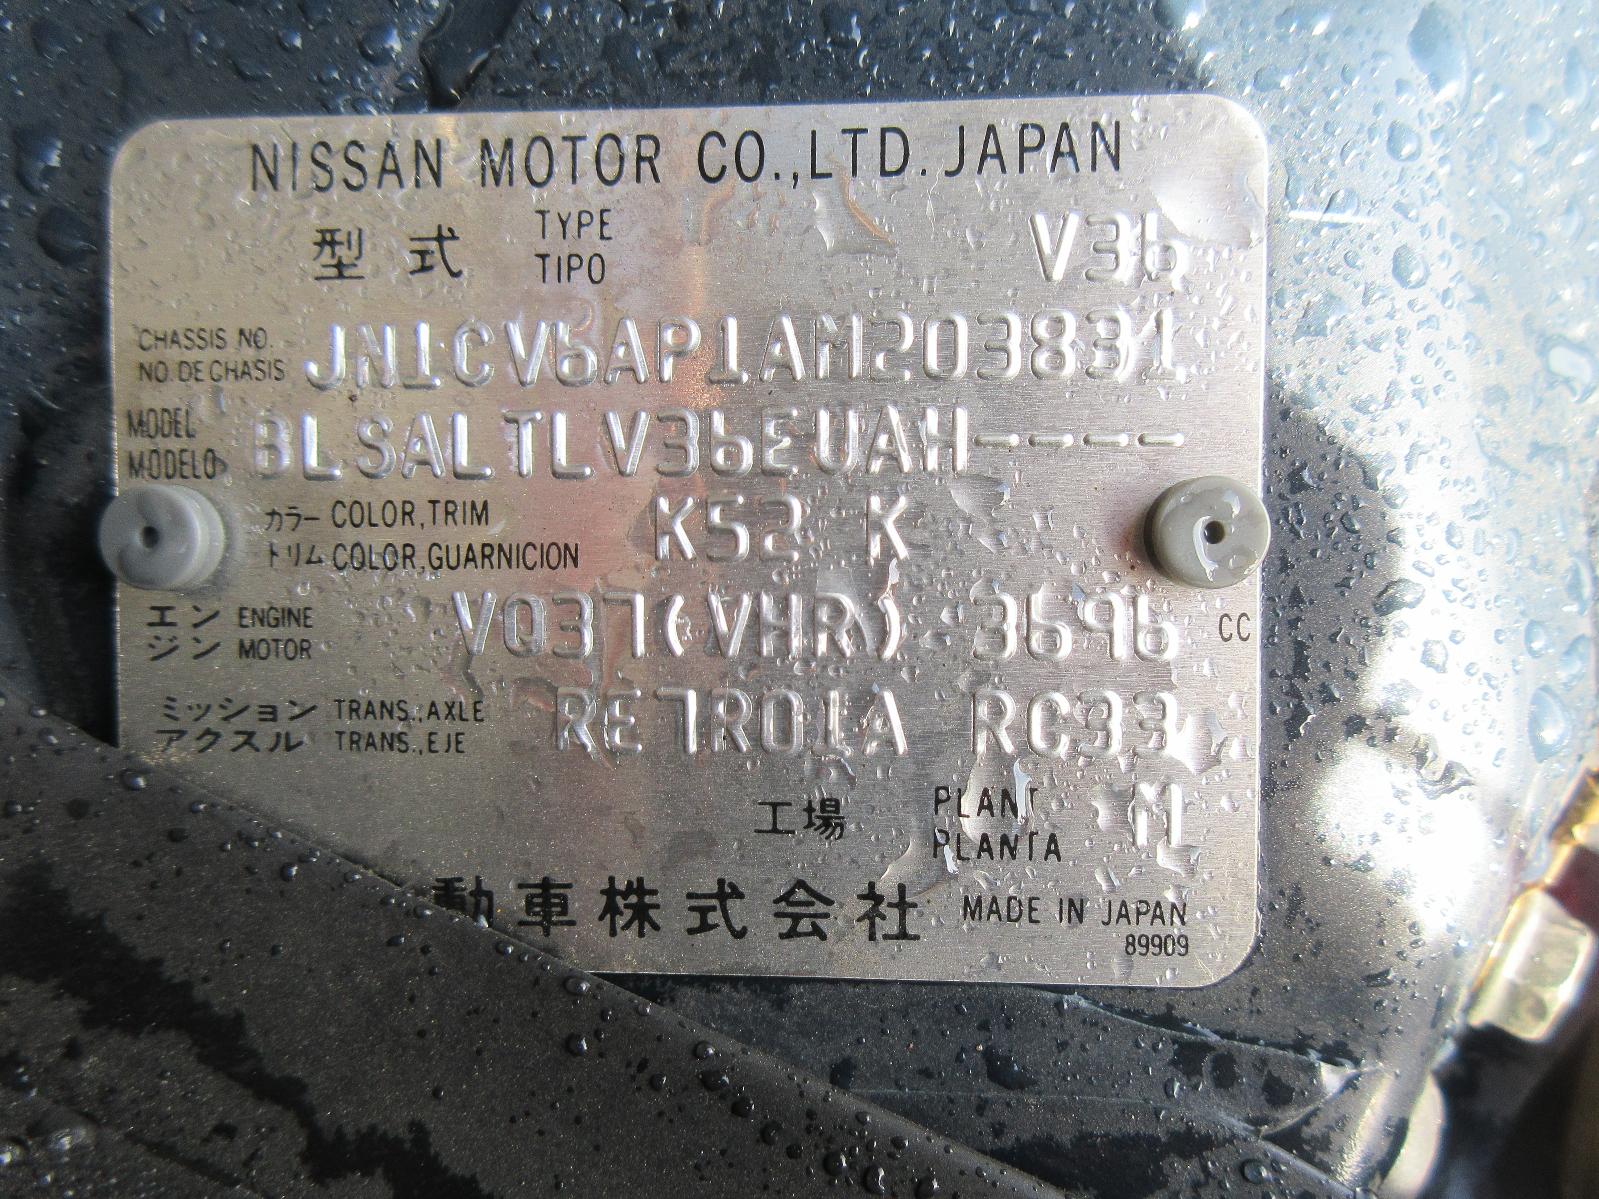 NISSAN MOTOR CO.,LTD. JAPAN
型式 TYPE V36
TIPO
CHASSIS NO. JN1CV6AP1AM203831
NO. DE CHASIS
MODEL BLSALTLV36EUAH----
MODELO
カラー COLOR,TRIM K52 K
トリム COLOR,GUARNICION
エン ENGINE VQ37(VHR) 3696 CC
ジン MOTOR
ミッション TRANS.,AXLE RE7R01A RC33
アクスル TRANS.,EJE
工場 PLANT M
PLANTA
動車株式会社 MADE IN JAPAN
89909